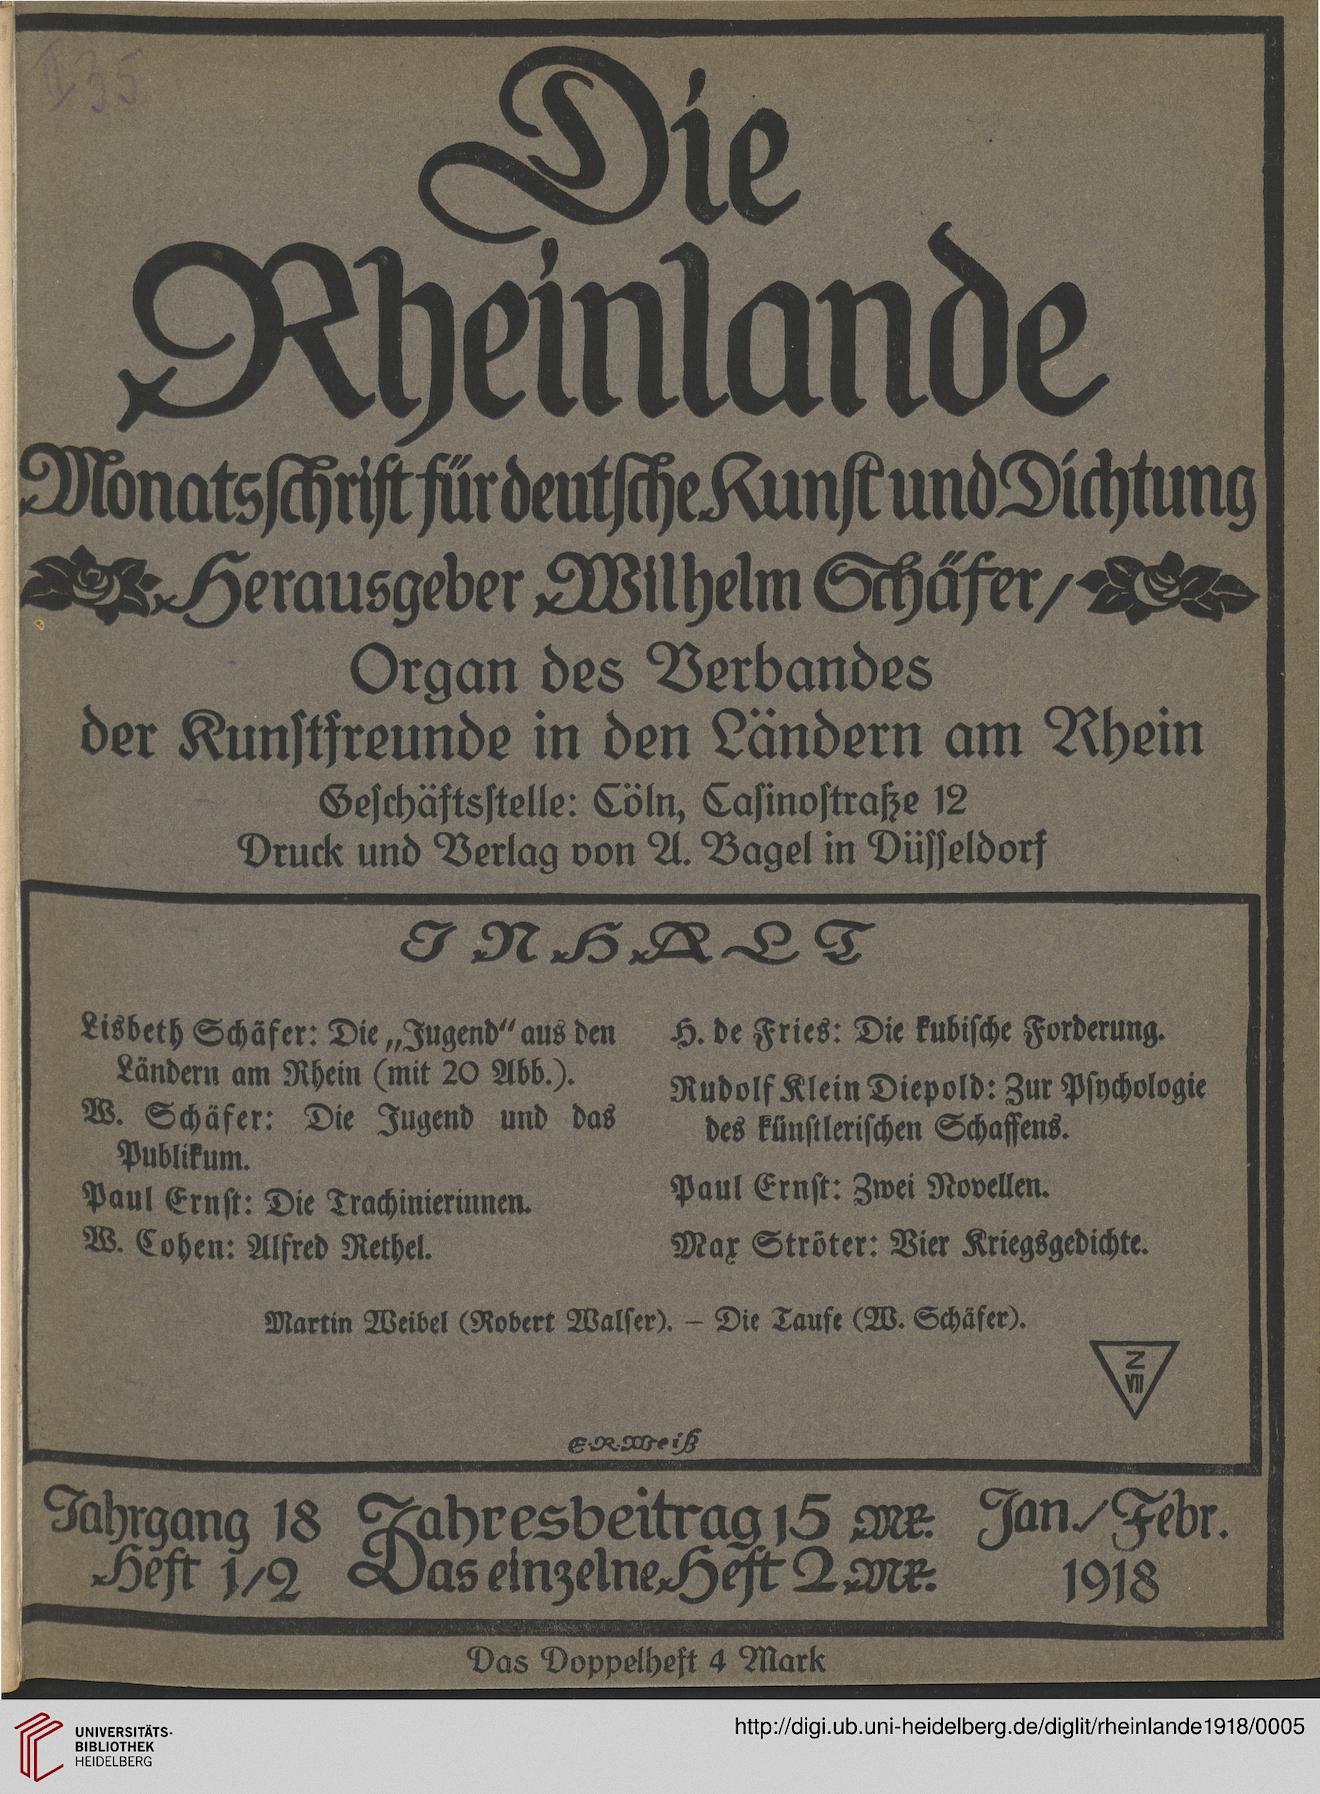 II 35
Die
Rheinlande
Monatsschrift für deutsche Kunst und Dichtung
Herausgeber Wilhelm Schäfer/
Organ des Verbandes
der Kunstfreunde in den Ländern am Rhein
Geschäftsstelle: Cöln, Casinostraße 12
Druck und Verlag von A. Bagel in Düsseldorf
INHALT
Lisbeth Schäfer: Die „Jugend“ aus den
Ländern am Rhein (mit 20 Abb.).
W. Schäfer: Die Jugend und das
Publikum.
Paul Ernst: Die Trachinierinnen.
W. Cohen: Alfred Rethel.
H. de Fries: Die kubische Forderung.
Rudolf Klein Diepold: Zur Psychologie
des künstlerischen Schaffens.
Paul Ernst: Zwei Novellen.
Max Ströter: Vier Kriegsgedichte.
Martin Weibel (Robert Walser). – Die Taufe (W. Schäfer).
Z
VII
E·R·Weiß
Jahrgang 18
Heft 1/2
Jahresbeitrag 15 Mk.
Das einzelne Heft 2 Mk.
Jan./Febr.
1918
Das Doppelheft 4 Mark
UNIVERSITÄTS-
BIBLIOTHEK
HEIDELBERG
http://digi.ub.uni-heidelberg.de/diglit/rheinlande1918/0005